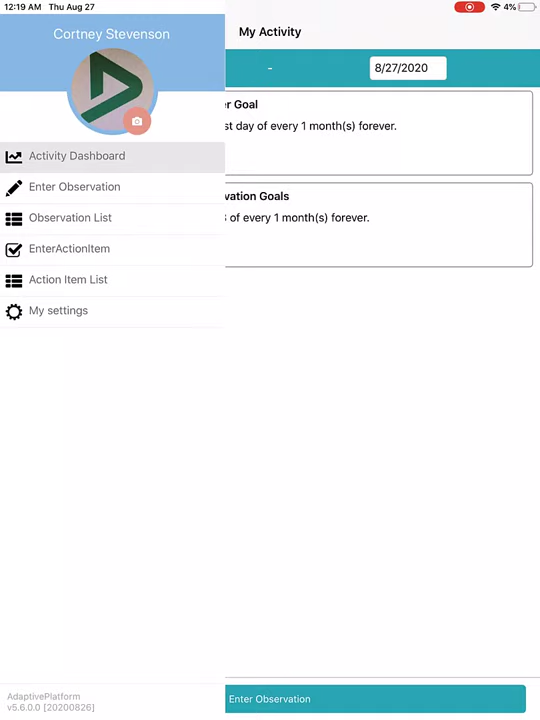 12:19 AM Thu Aug 27
4%
Cortney Stevenson
My Activity
- 8/27/2020
Goal
day of every 1 month(s) forever.
Goals
of every 1 month(s) forever.
Activity Dashboard
Enter Observation
Observation List
EnterActionItem
Action Item List
My settings
AdaptivePlatform
v5.6.0.0 [20200826]
Enter Observation